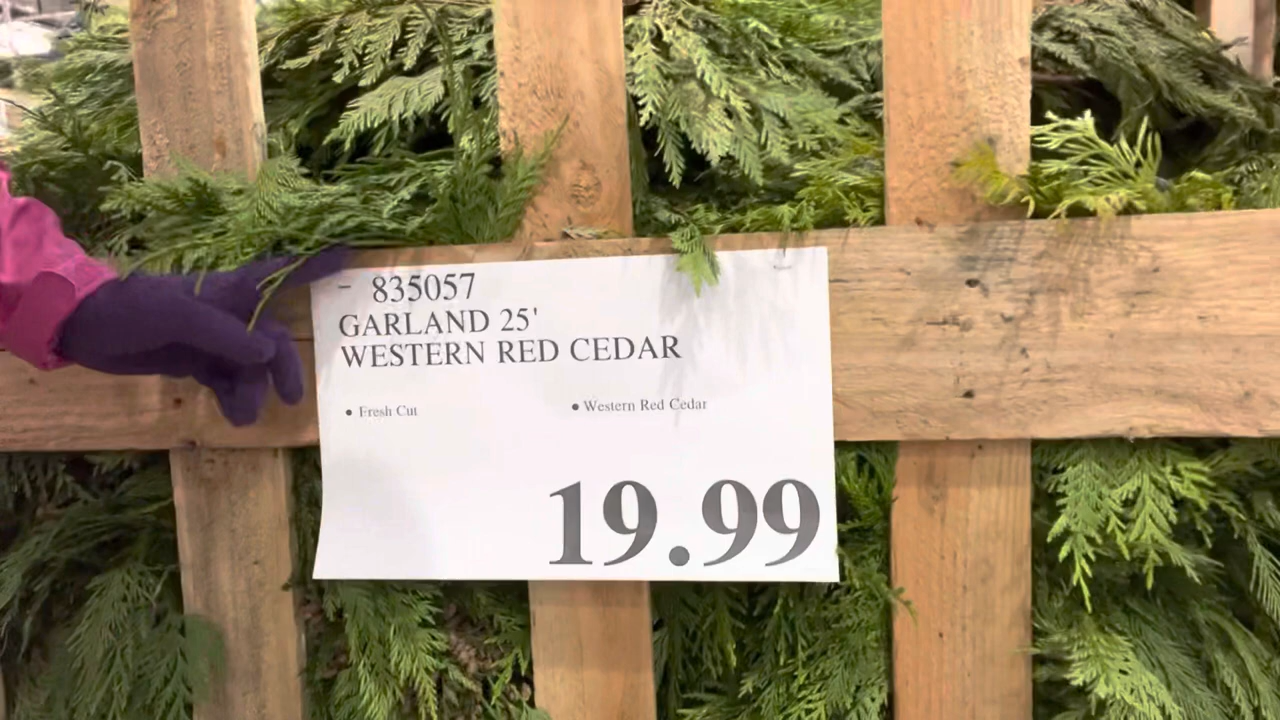 - 835057
GARLAND 25'
WESTERN RED CEDAR
• Fresh Cut
• Western Red Cedar
19.99